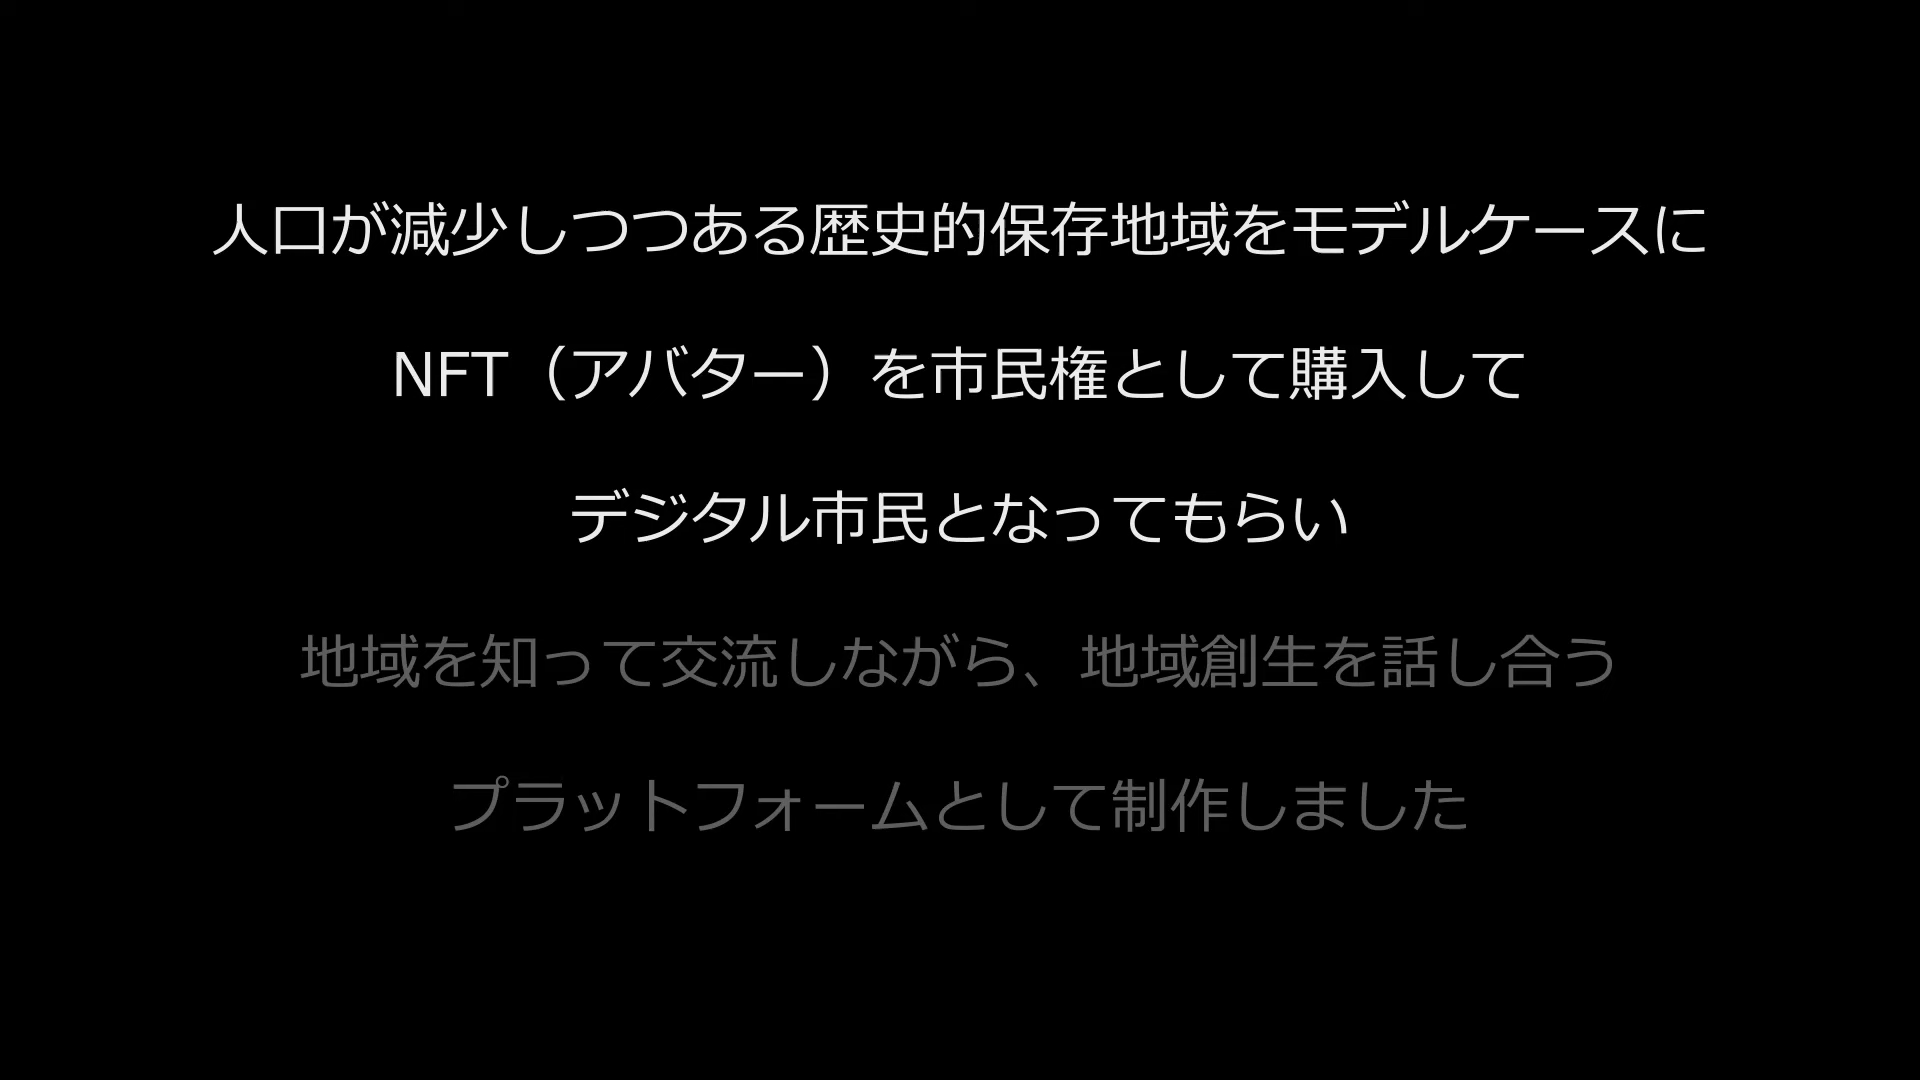 人口が減少しつつある歴史的保存地域をモデルケースに
NFT（アバター）を市民権として購入して
デジタル市民となってもらい
地域を知って交流しながら、地域創生を話し合う
プラットフォームとして制作しました